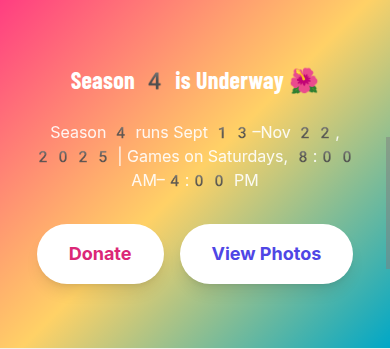 Season 4 is Underway 🌺
Season 4 runs Sept 13–Nov 22,
2025 | Games on Saturdays, 8:00
AM–4:00 PM
Donate
View Photos